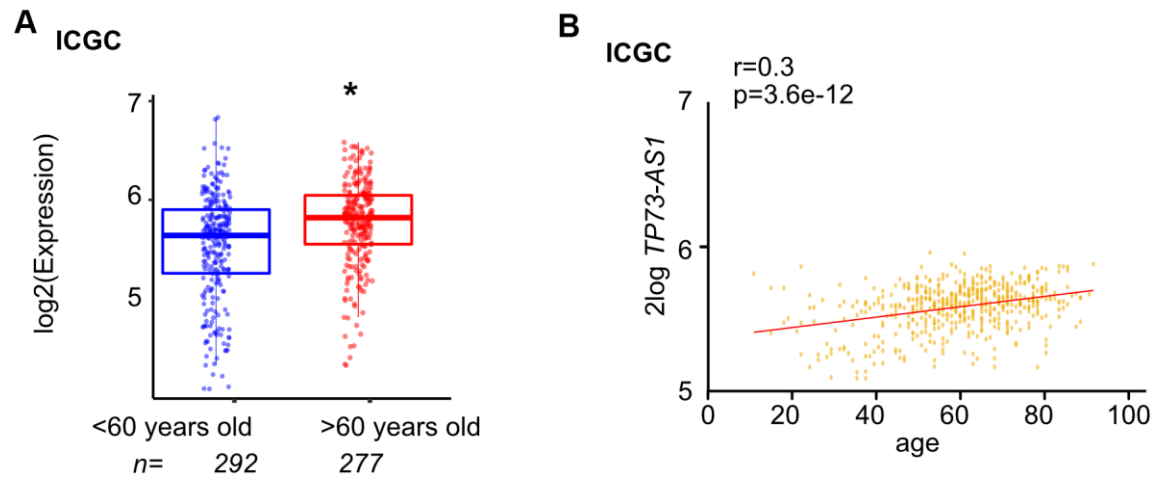 A
ICGC
*
log2(Expression)
7
6
5
<60 years old >60 years old
n= 292 277
B
ICGC
r=0.3
p=3.6e-12
2log TP73-AS1
7
6
5
0 20 40 60 80 100
age